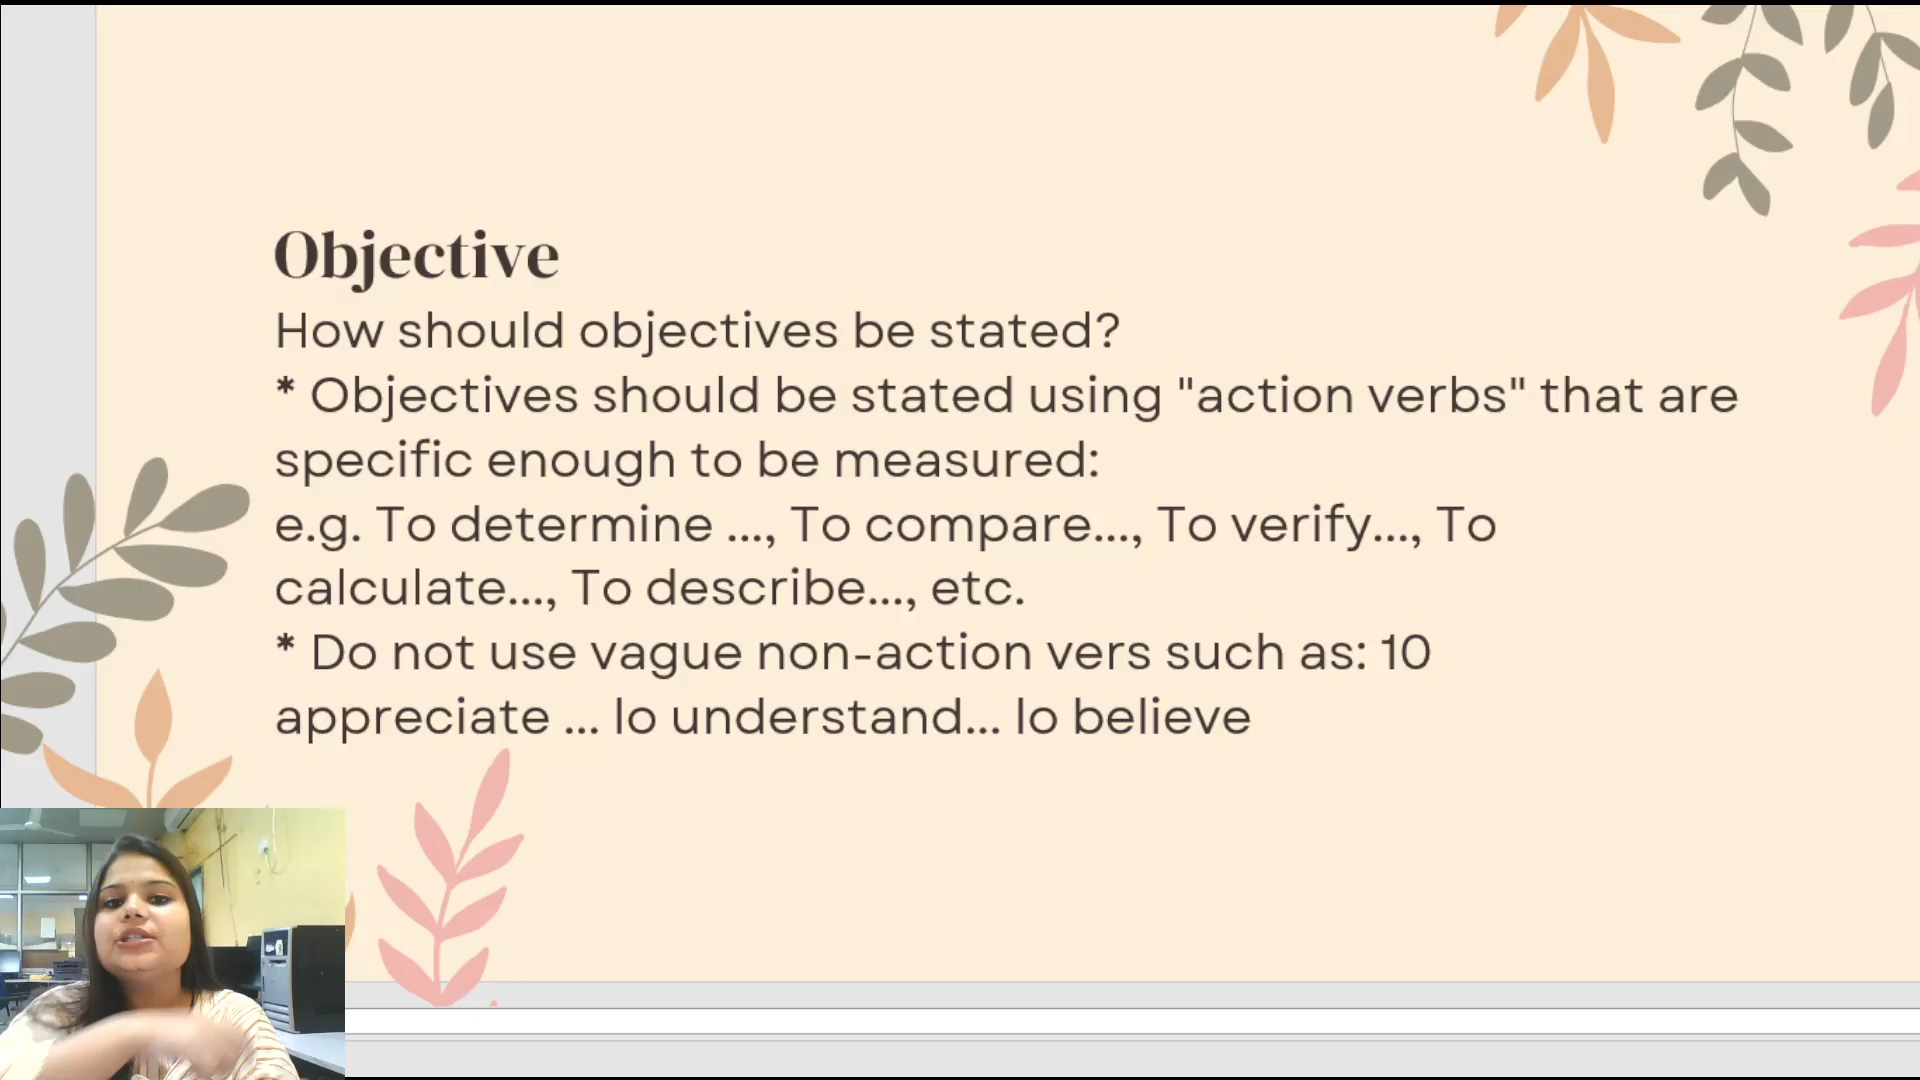 Objective
How should objectives be stated?
* Objectives should be stated using "action verbs" that are
specific enough to be measured:
e.g. To determine ..., To compare..., To verify..., To
calculate..., To describe..., etc.
* Do not use vague non-action vers such as: 10
appreciate ... lo understand... lo believe